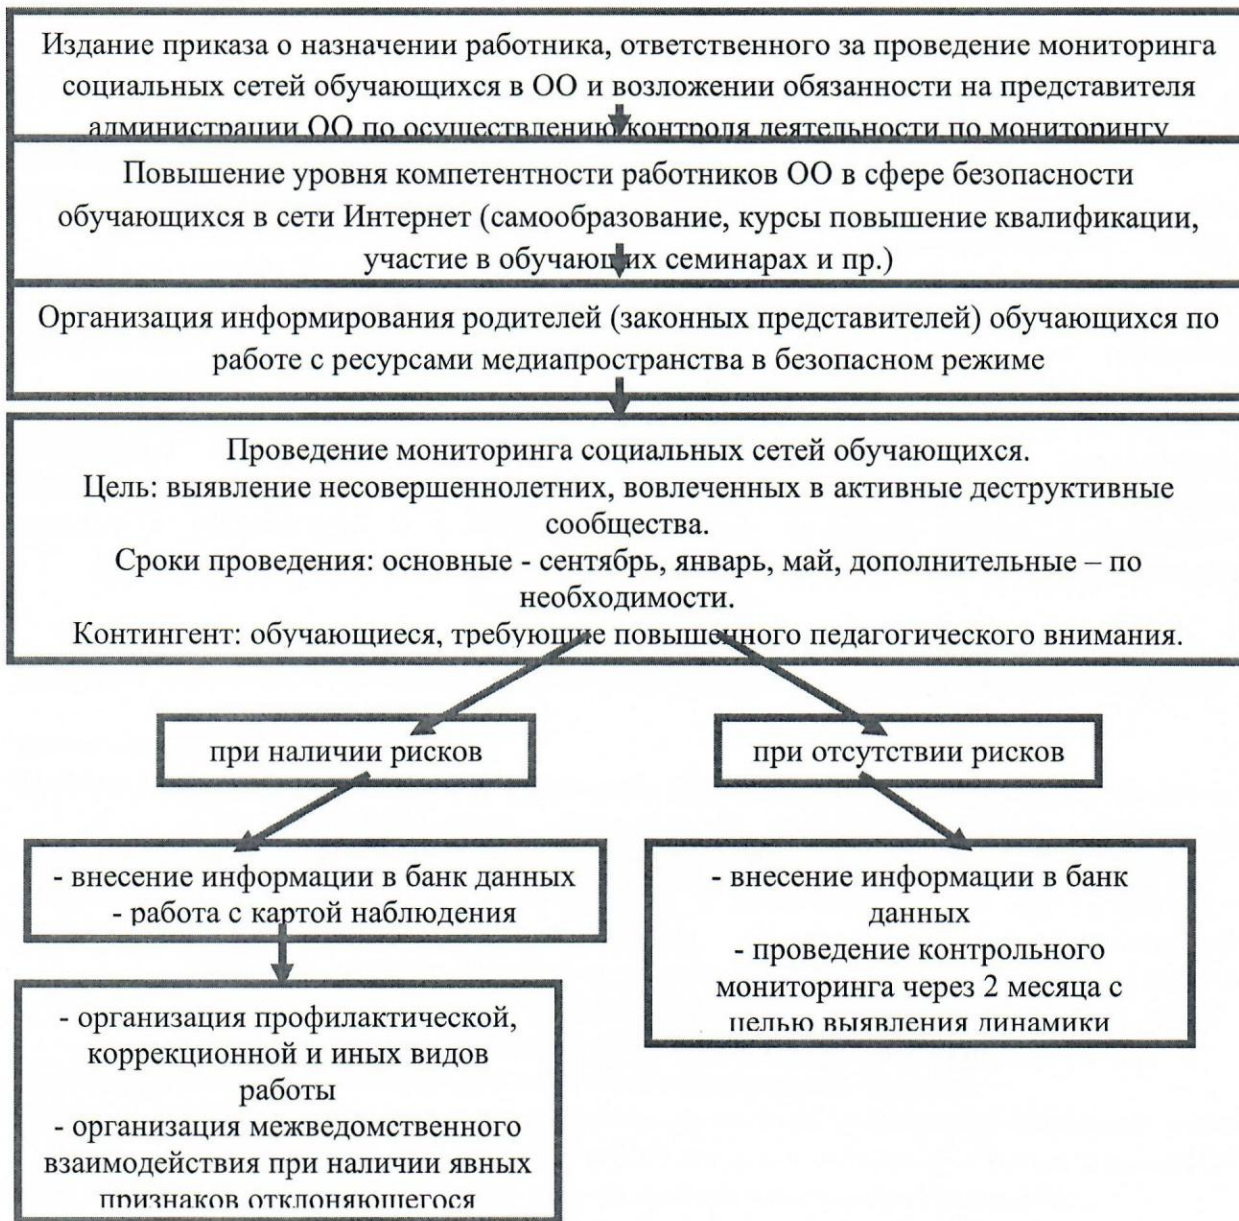 Издание приказа о назначении работника, ответственного за проведение мониторинга
социальных сетей обучающихся в ОО и возложении обязанности на представителя
администрации ОО по осуществлению контроля деятельности по мониторингу
Повышение уровня компетентности работников ОО в сфере безопасности
обучающихся в сети Интернет (самообразование, курсы повышение квалификации,
участие в обучающих семинарах и пр.)
Организация информирования родителей (законных представителей) обучающихся по
работе с ресурсами медиапространства в безопасном режиме
Проведение мониторинга социальных сетей обучающихся.
Цель: выявление несовершеннолетних, вовлеченных в активные деструктивные
сообщества.
Сроки проведения: основные - сентябрь, январь, май, дополнительные – по
необходимости.
Контингент: обучающиеся, требующие повышенного педагогического внимания.
при наличии рисков
при отсутствии рисков
- внесение информации в банк данных
- работа с картой наблюдения
- внесение информации в банк
данных
- проведение контрольного
мониторинга через 2 месяца с
целью выявления динамики
- организация профилактической,
коррекционной и иных видов
работы
- организация межведомственного
взаимодействия при наличии явных
признаков отклоняющегося